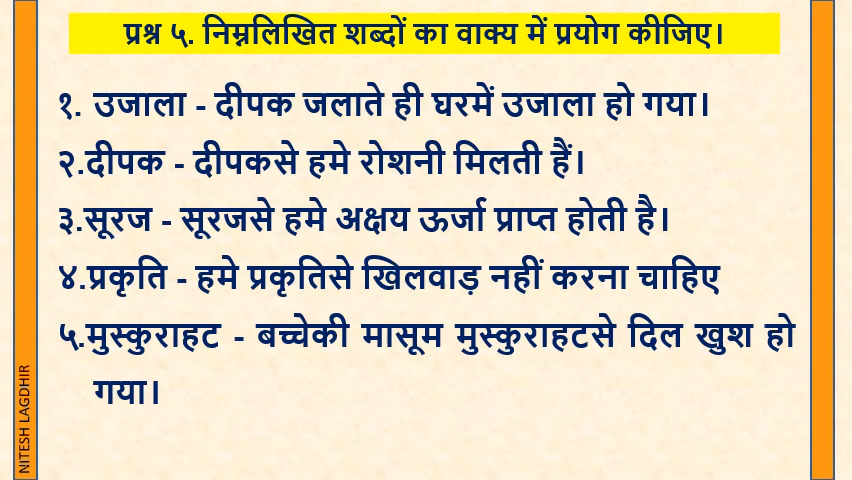 प्रश्न ५. निम्नलिखित शब्दों का वाक्य में प्रयोग कीजिए।
१. उजाला - दीपक जलाते ही घरमें उजाला हो गया।
२.दीपक - दीपकसे हमे रोशनी मिलती हैं।
३.सूरज - सूरजसे हमे अक्षय ऊर्जा प्राप्त होती है।
४.प्रकृति - हमे प्रकृतिसे खिलवाड़ नहीं करना चाहिए
५.मुस्कुराहट - बच्चेकी मासूम मुस्कुराहटसे दिल खुश हो
गया।
NITESH LAGDHIR